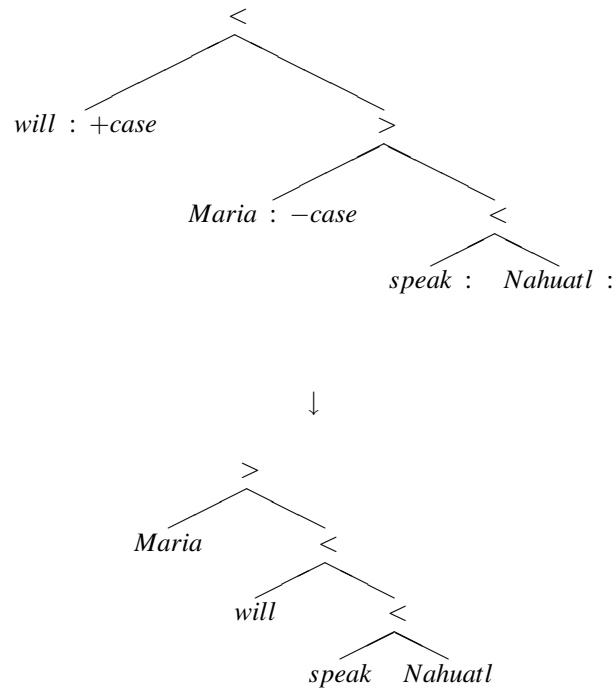 <
will : +case
>
Maria : −case
<
speak : Nahuatl :
↓
>
Maria
<
will
<
speak Nahuatl